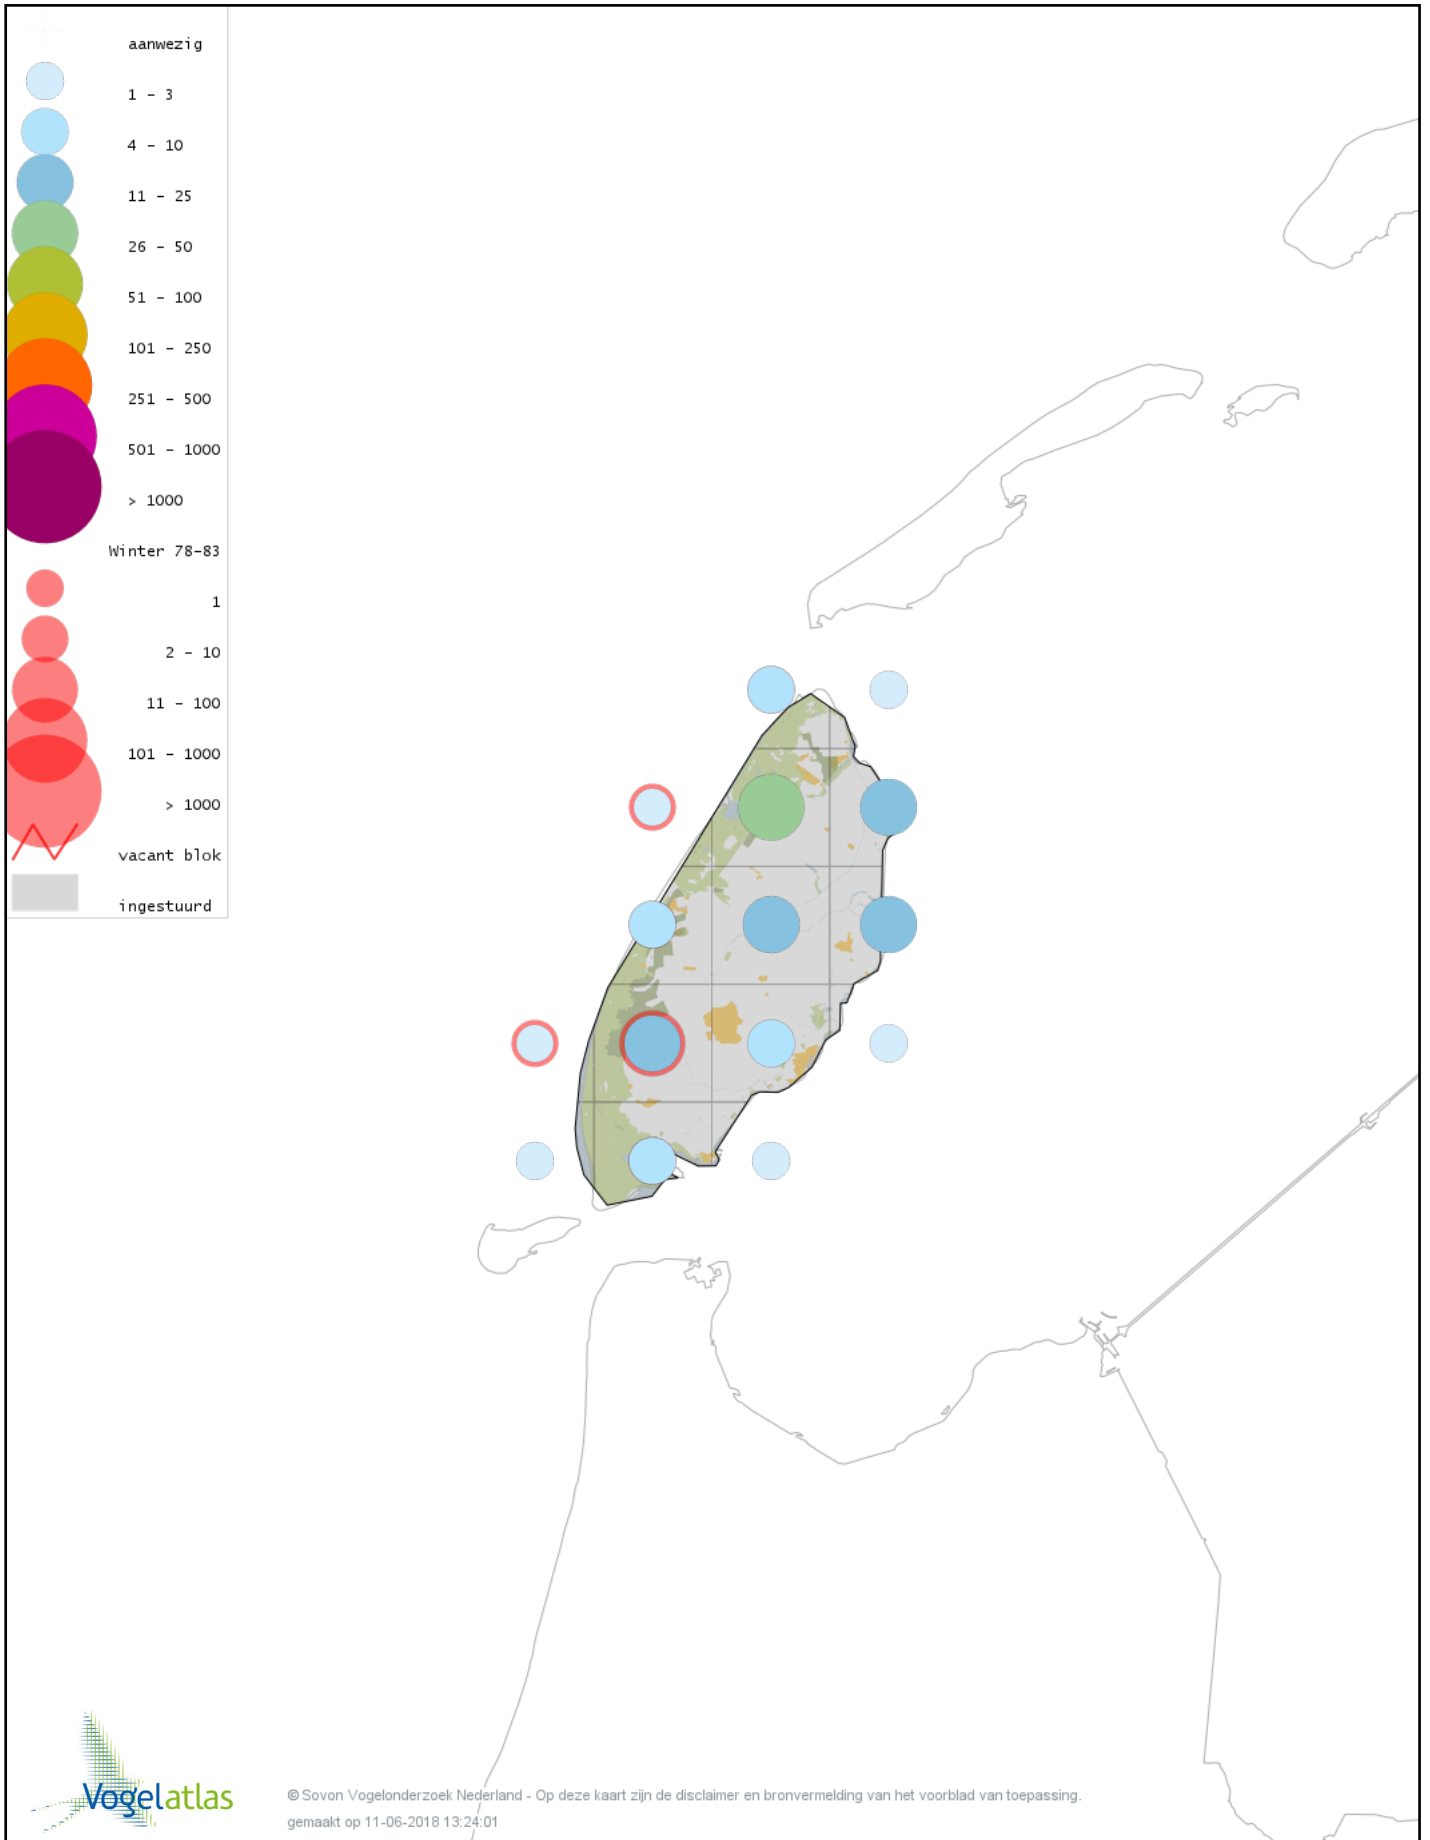 aanwezig
1 - 3
4 - 10
11 - 25
26 - 50
51 - 100
101 - 250
251 - 500
501 - 1000
> 1000
Winter 78-83
1
2 - 10
11 - 100
101 - 1000
> 1000
vacant blok
ingestuurd
Vogelatlas
© Sovon Vogelonderzoek Nederland - Op deze kaart zijn de disclaimer en bronvermelding van het voorblad van toepassing.
gemaakt op 11-06-2018 13:24:01